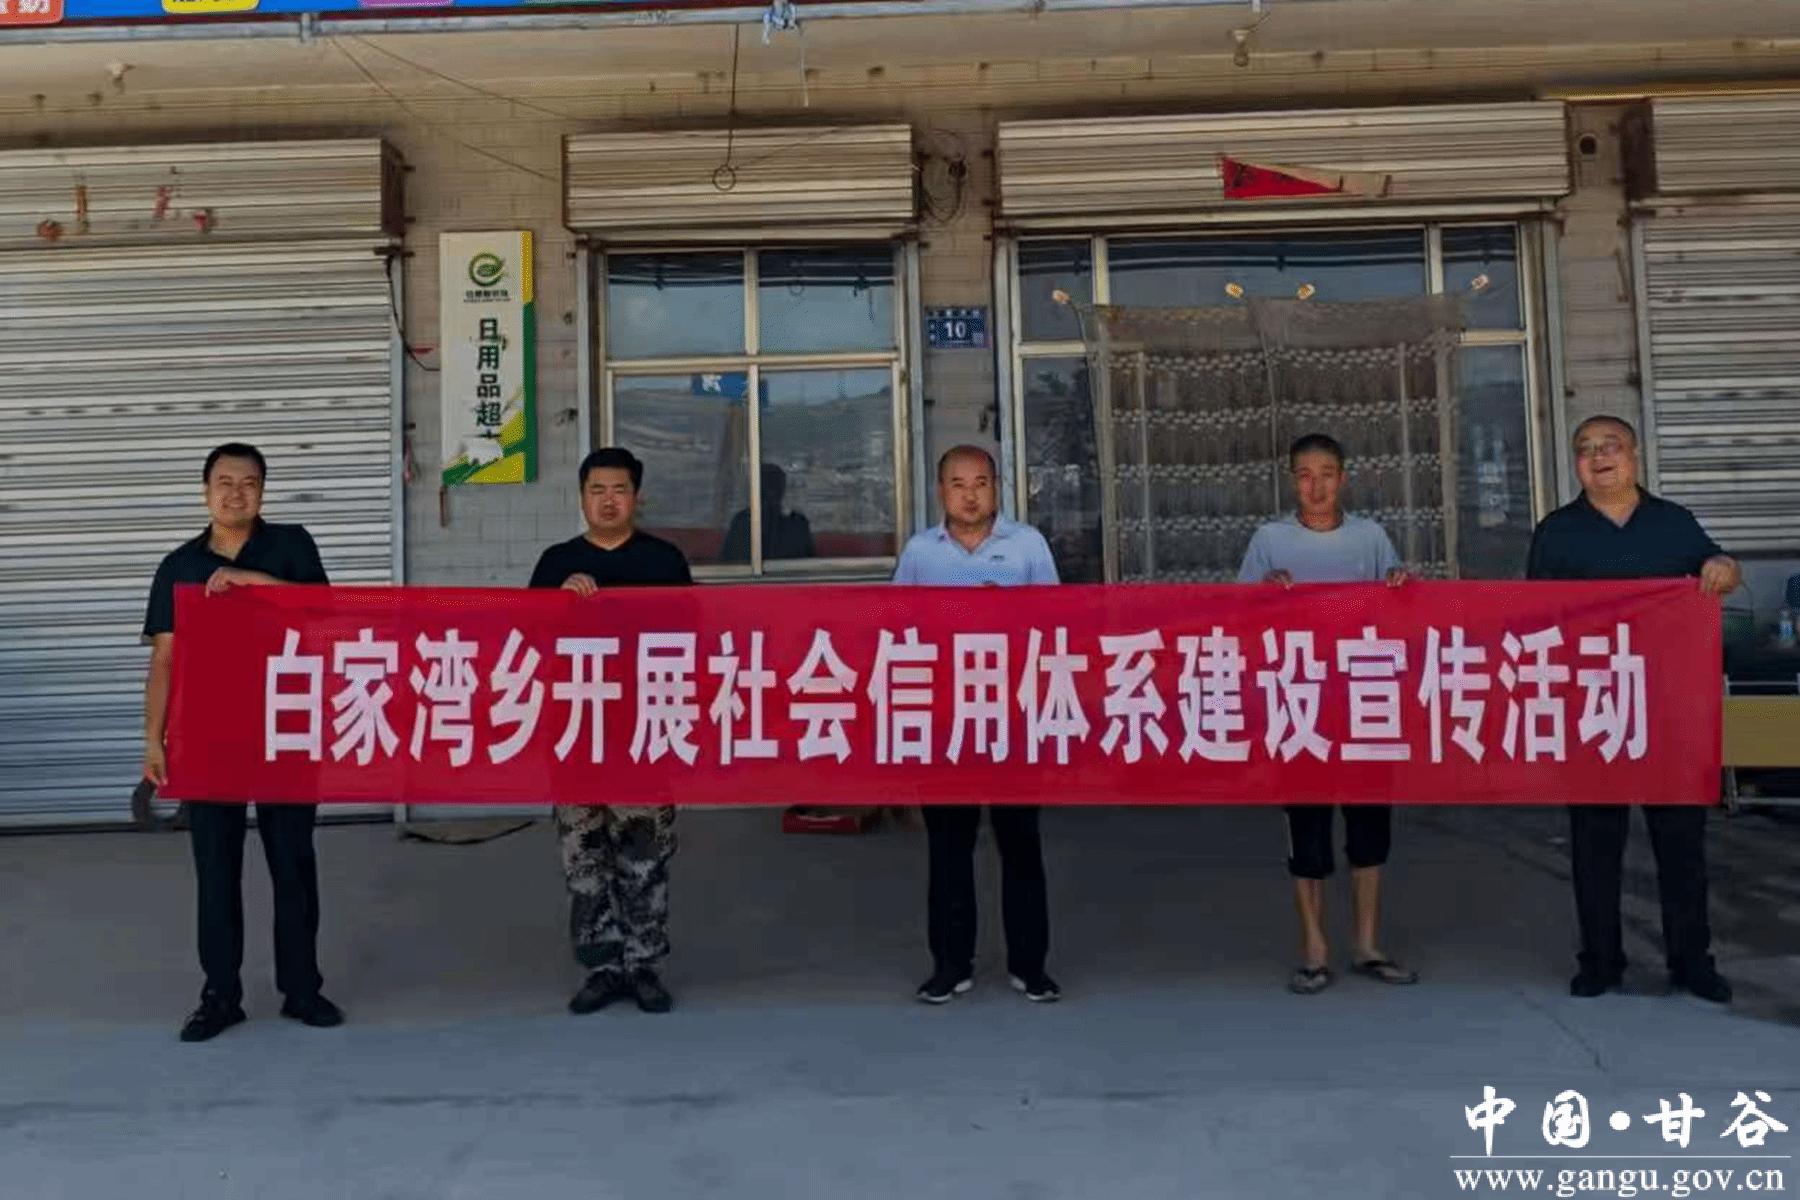 日用品超
10
白家湾乡开展社会信用体系建设宣传活动
中国·甘谷
www.gangu.gov.cn